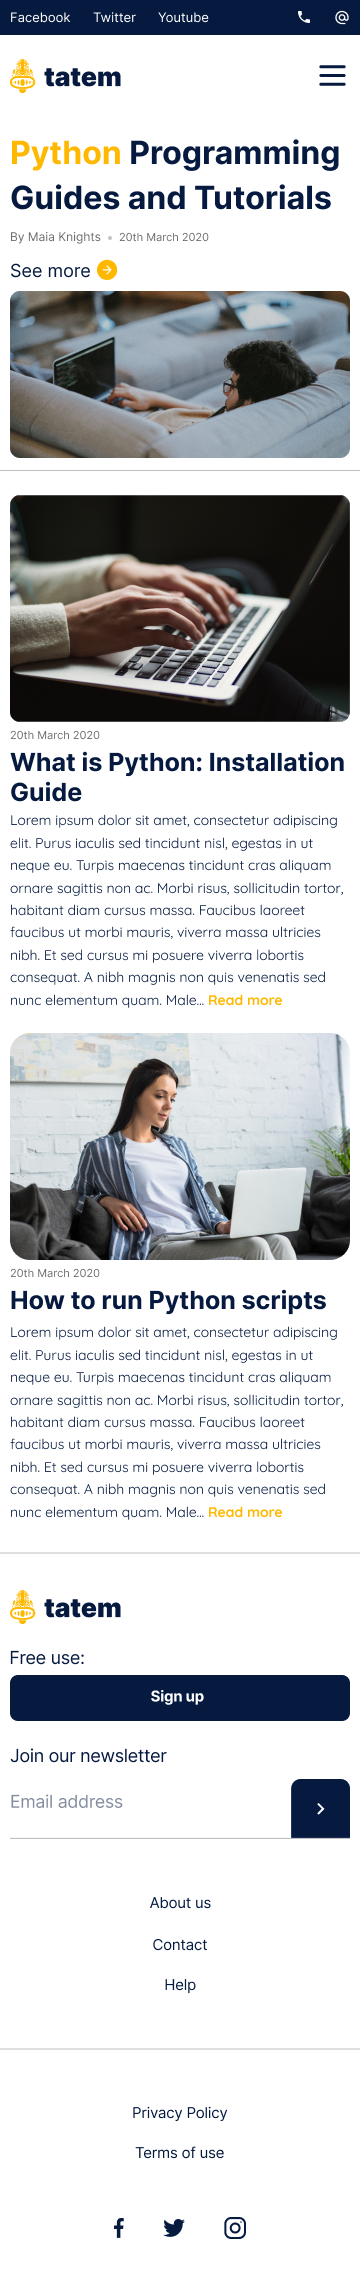 Facebook Twitter Youtube
tatem
Python Programming
Guides and Tutorials
By Maia Knights • 20th March 2020
See more
20th March 2020
What is Python: Installation
Guide
Lorem ipsum dolor sit amet, consectetur adipiscing
elit. Purus iaculis sed tincidunt nisl, egestas in ut
neque eu. Turpis maecenas tincidunt cras aliquam
ornare sagittis non ac. Morbi risus, sollicitudin tortor,
habitant diam cursus massa. Faucibus laoreet
faucibus ut morbi mauris, viverra massa ultricies
nibh. Et sed cursus mi posuere viverra lobortis
consequat. A nibh magnis non quis venenatis sed
nunc elementum quam. Male... Read more
20th March 2020
How to run Python scripts
Lorem ipsum dolor sit amet, consectetur adipiscing
elit. Purus iaculis sed tincidunt nisl, egestas in ut
neque eu. Turpis maecenas tincidunt cras aliquam
ornare sagittis non ac. Morbi risus, sollicitudin tortor,
habitant diam cursus massa. Faucibus laoreet
faucibus ut morbi mauris, viverra massa ultricies
nibh. Et sed cursus mi posuere viverra lobortis
consequat. A nibh magnis non quis venenatis sed
nunc elementum quam. Male... Read more
tatem
Free use:
Sign up
Join our newsletter
Email address
About us
Contact
Help
Privacy Policy
Terms of use